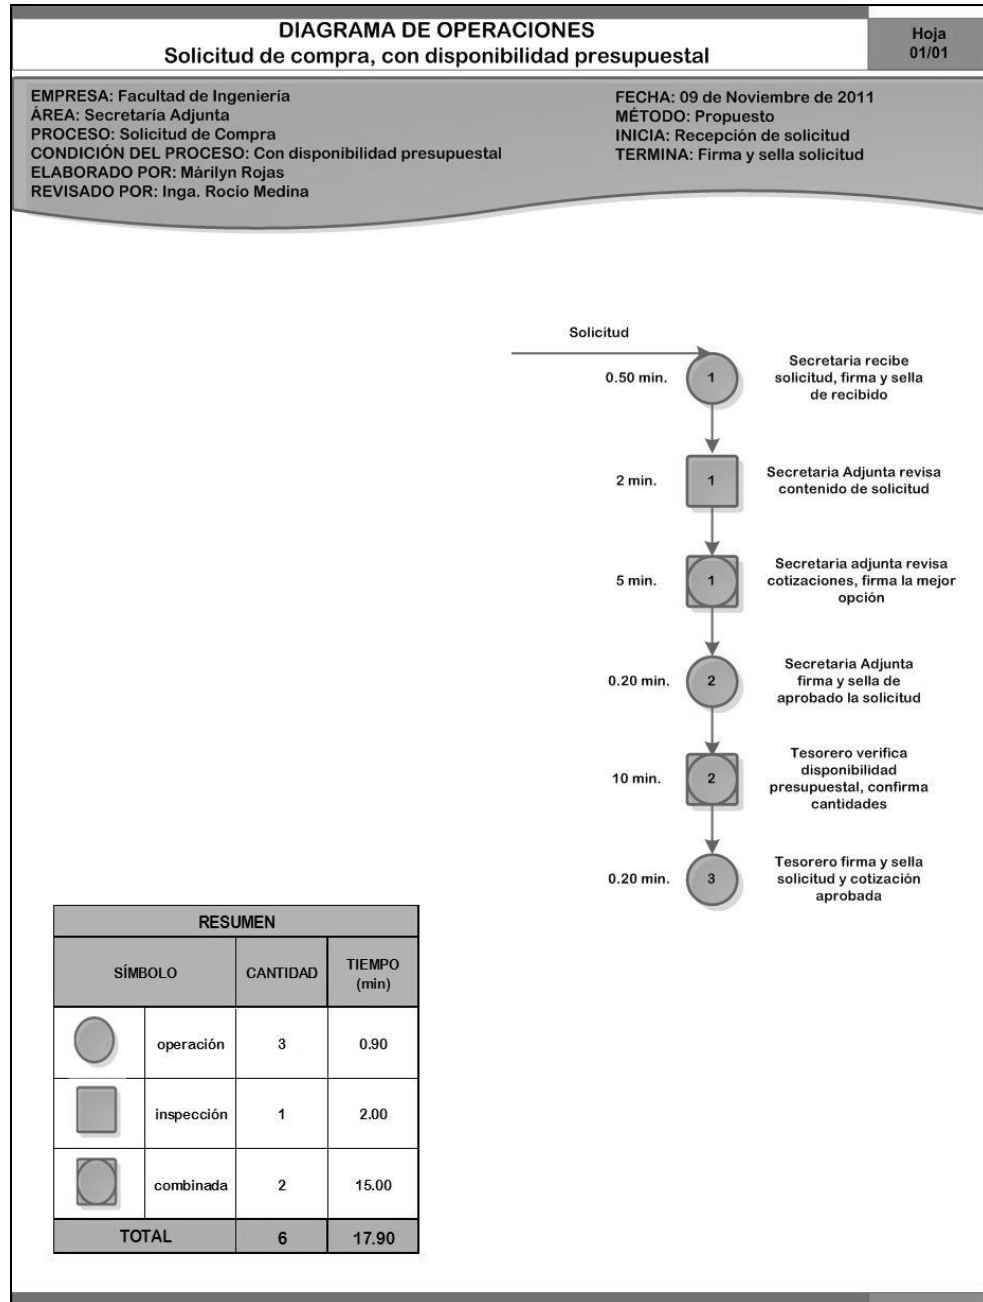 DIAGRAMA DE OPERACIONES
Solicitud de compra, con disponibilidad presupuestal
Hoja
01/01
EMPRESA: Facultad de Ingeniería
ÁREA: Secretaría Adjunta
PROCESO: Solicitud de Compra
CONDICIÓN DEL PROCESO: Con disponibilidad presupuestal
ELABORADO POR: Márilyn Rojas
REVISADO POR: Inga. Rocío Medina
FECHA: 09 de Noviembre de 2011
MÉTODO: Propuesto
INICIA: Recepción de solicitud
TERMINA: Firma y sella solicitud
Solicitud
0.50 min.
1
Secretaria recibe
solicitud, firma y sella
de recibido
2 min.
1
Secretaria Adjunta revisa
contenido de solicitud
5 min.
1
Secretaria adjunta revisa
cotizaciones, firma la mejor
opción
0.20 min.
2
Secretaria Adjunta
firma y sella de
aprobado la solicitud
10 min.
2
Tesorero verifica
disponibilidad
presupuestal, confirma
cantidades
0.20 min.
3
Tesorero firma y sella
solicitud y cotización
aprobada
RESUMEN
SÍMBOLO
CANTIDAD
TIEMPO
(min)
operación
3
0.90
inspección
1
2.00
combinada
2
15.00
TOTAL
6
17.90